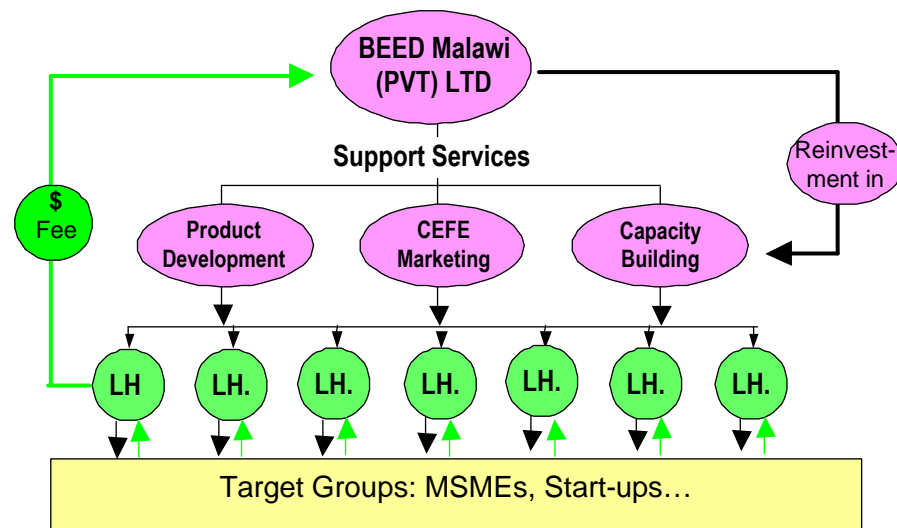 BEED Malawi
(PVT) LTD
Support Services
Reinvest-
ment in
$
Fee
Product
Development
CEFE
Marketing
Capacity
Building
LH
LH.
LH.
LH.
LH.
LH.
LH.
Target Groups: MSMEs, Start-ups…